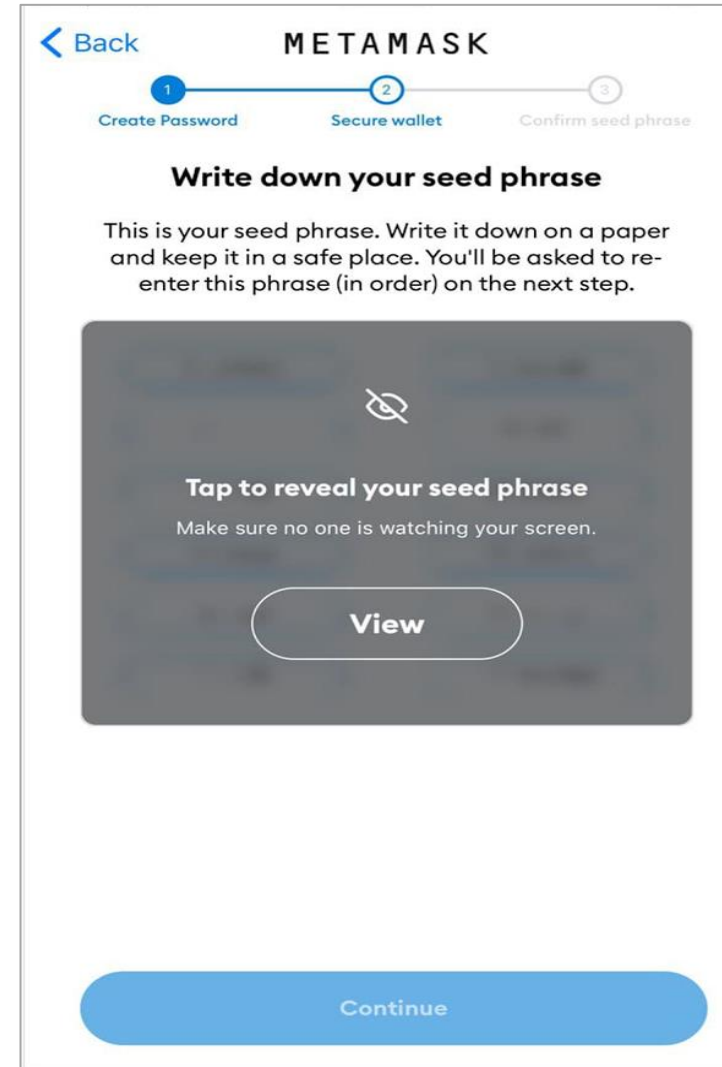 Back
METAMASK
1 2 3
Create Password Secure wallet Confirm seed phrase
Write down your seed phrase
This is your seed phrase. Write it down on a paper
and keep it in a safe place. You'll be asked to re-
enter this phrase (in order) on the next step.
Tap to reveal your seed phrase
Make sure no one is watching your screen.
View
Continue